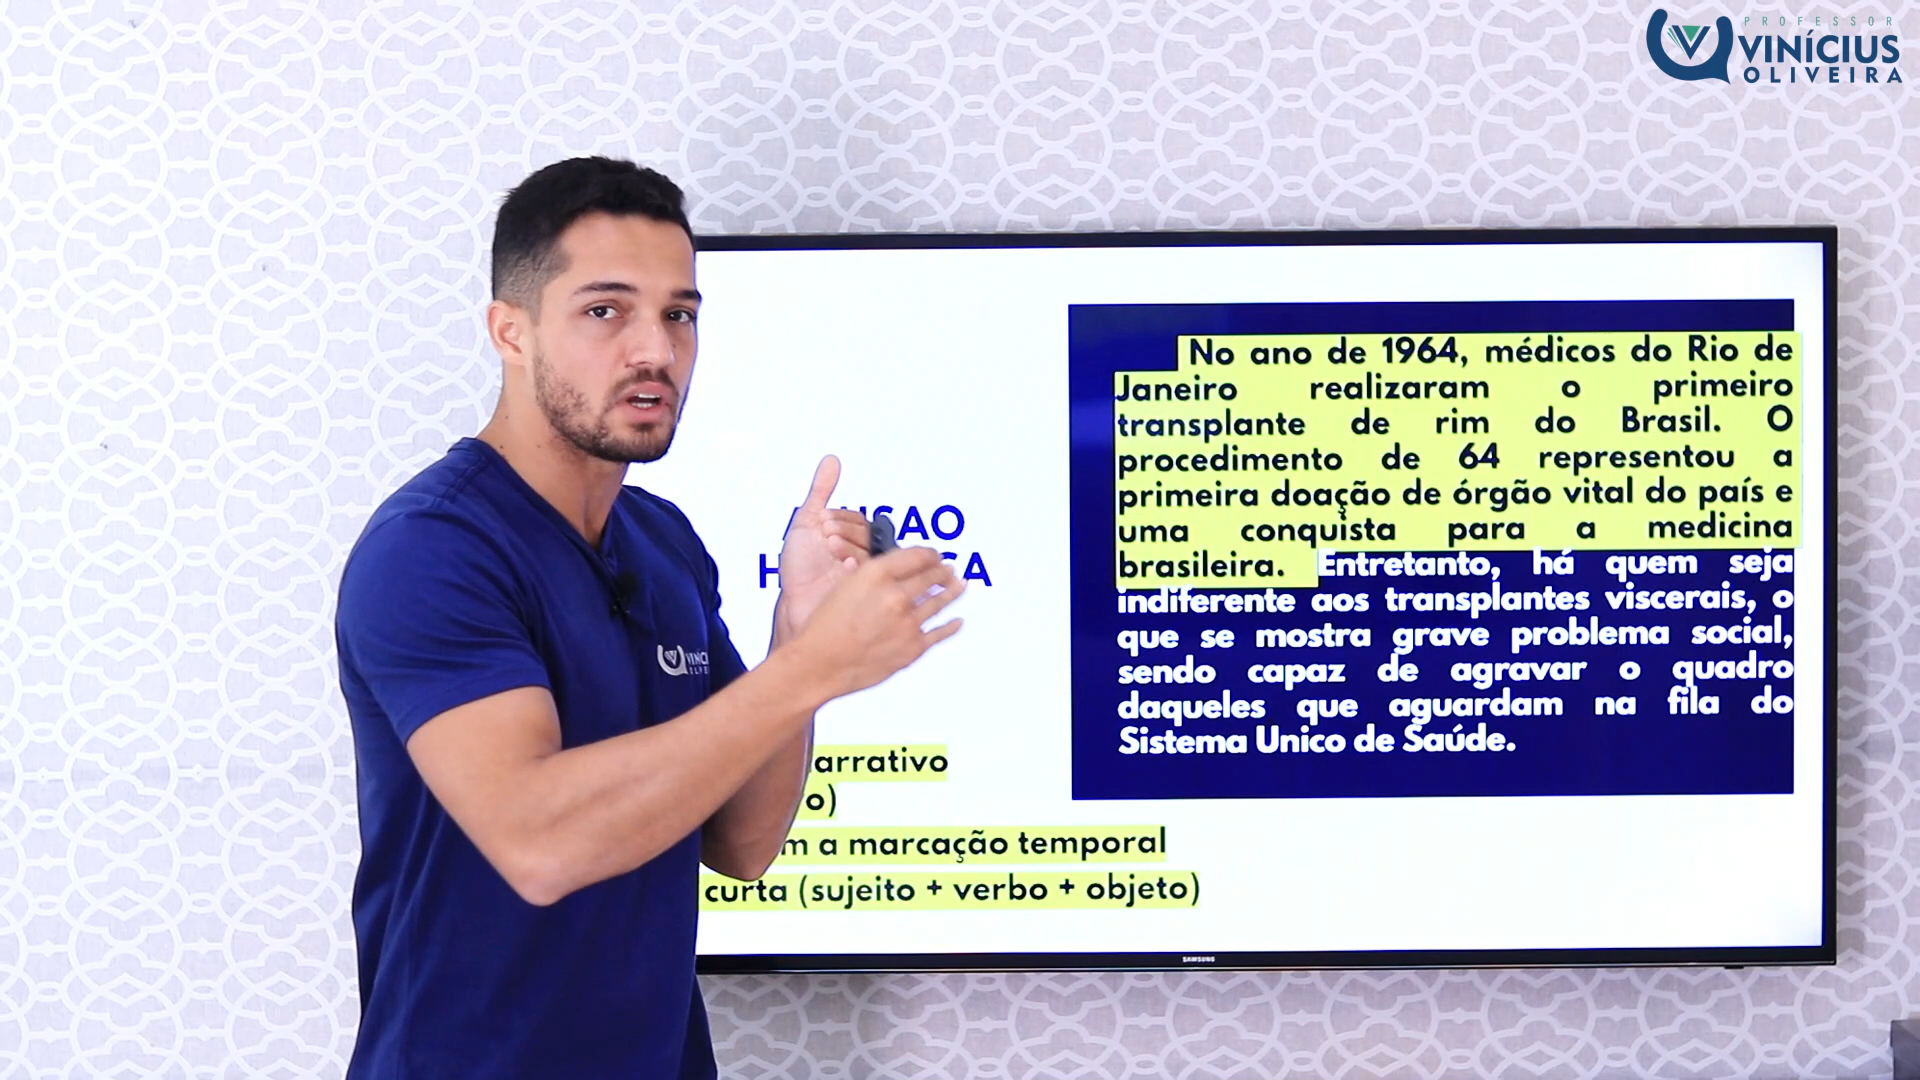 PROFESSOR
VINÍCIUS
OLIVEIRA
No ano de 1964, médicos do Rio de
Janeiro realizaram o primeiro
transplante de rim do Brasil. O
procedimento de 64 representou a
primeira doação de órgão vital do país e
uma conquista para a medicina
brasileira. Entretanto, há quem seja
indiferente aos transplantes viscerais, o
que se mostra grave problema social,
sendo capaz de agravar o quadro
daqueles que aguardam na fila do
Sistema Unico de Saúde.
arrativo
o)
m a marcação temporal
curta (sujeito + verbo + objeto)
SAMSUNG